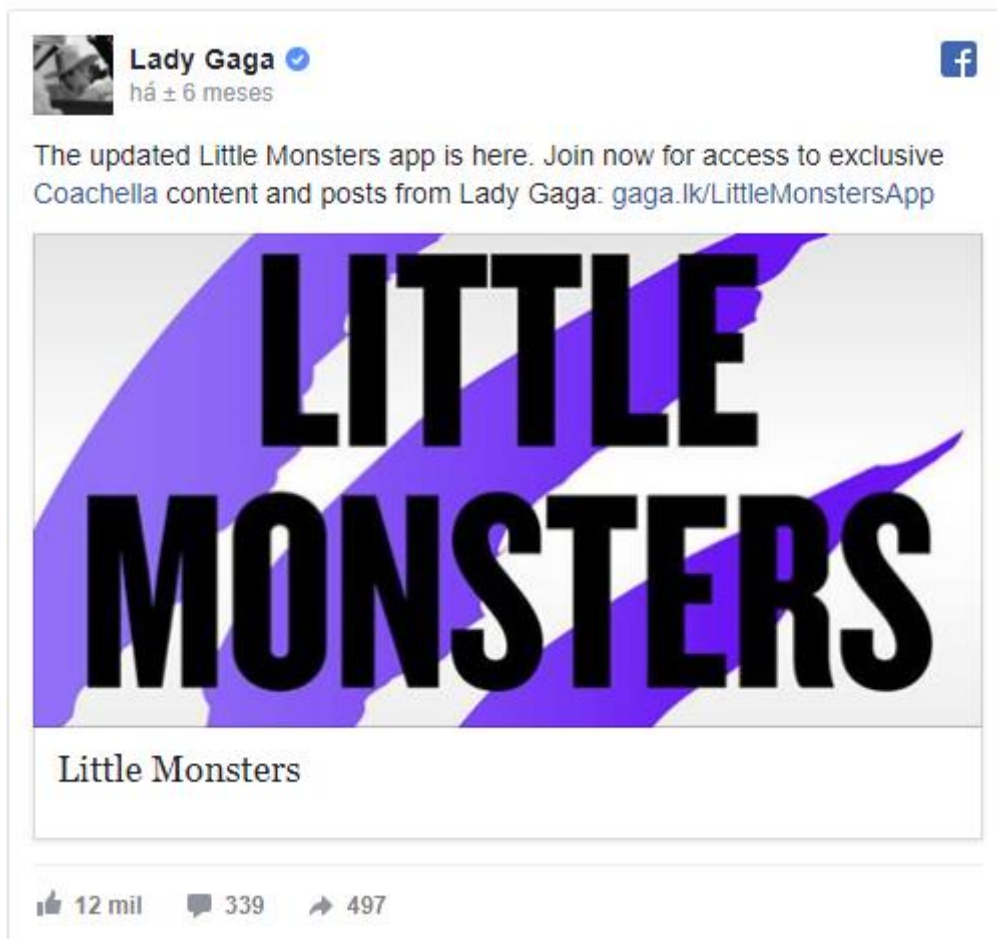 Lady Gaga
há ± 6 meses
The updated Little Monsters app is here. Join now for access to exclusive
Coachella content and posts from Lady Gaga: gaga.lk/LittleMonstersApp
LITTLE
MONSTERS
Little Monsters
12 mil 339 497